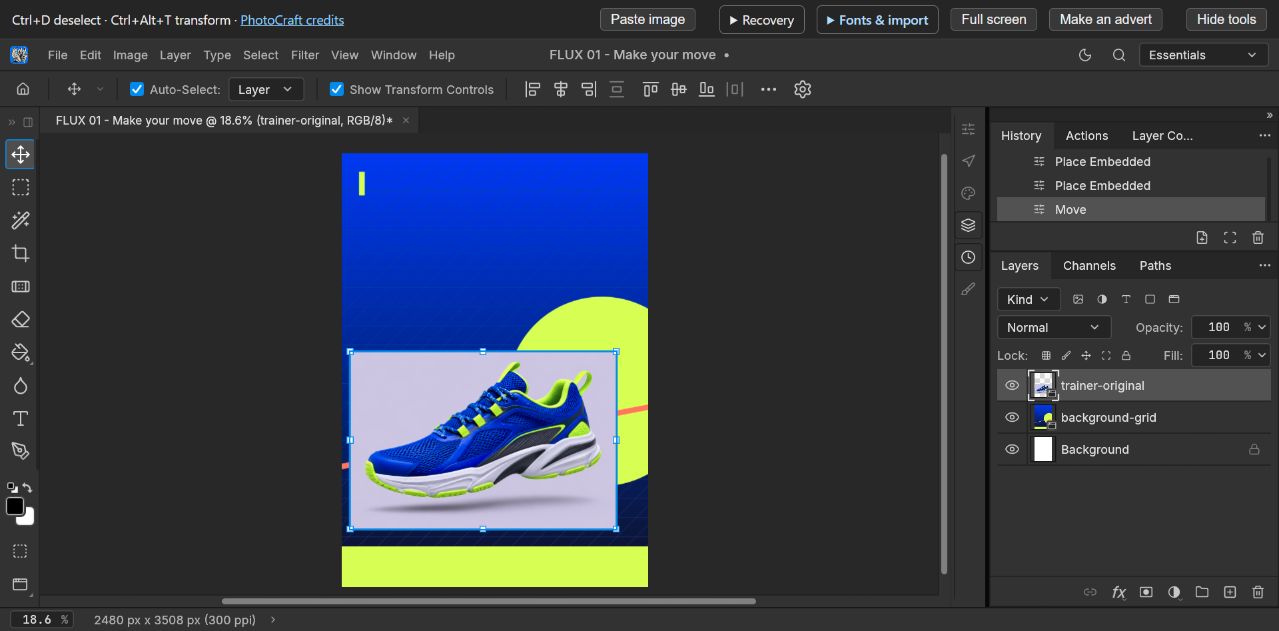 Ctrl+D deselect · Ctrl+Alt+T transform · PhotoCraft credits
Paste image
Recovery
Fonts & import
Full screen
Make an advert
Hide tools
File Edit Image Layer Type Select Filter View Window Help
FLUX 01 - Make your move •
Essentials
Auto-Select:
Layer
Show Transform Controls
FLUX 01 - Make your move @ 18.6% (trainer-original, RGB/8)* ×
History Actions Layer Co...
Place Embedded
Place Embedded
Move
Layers Channels Paths
Kind
Normal
Opacity: 100 %
Lock:
Fill: 100 %
trainer-original
background-grid
Background
18.6 %
2480 px x 3508 px (300 ppi)